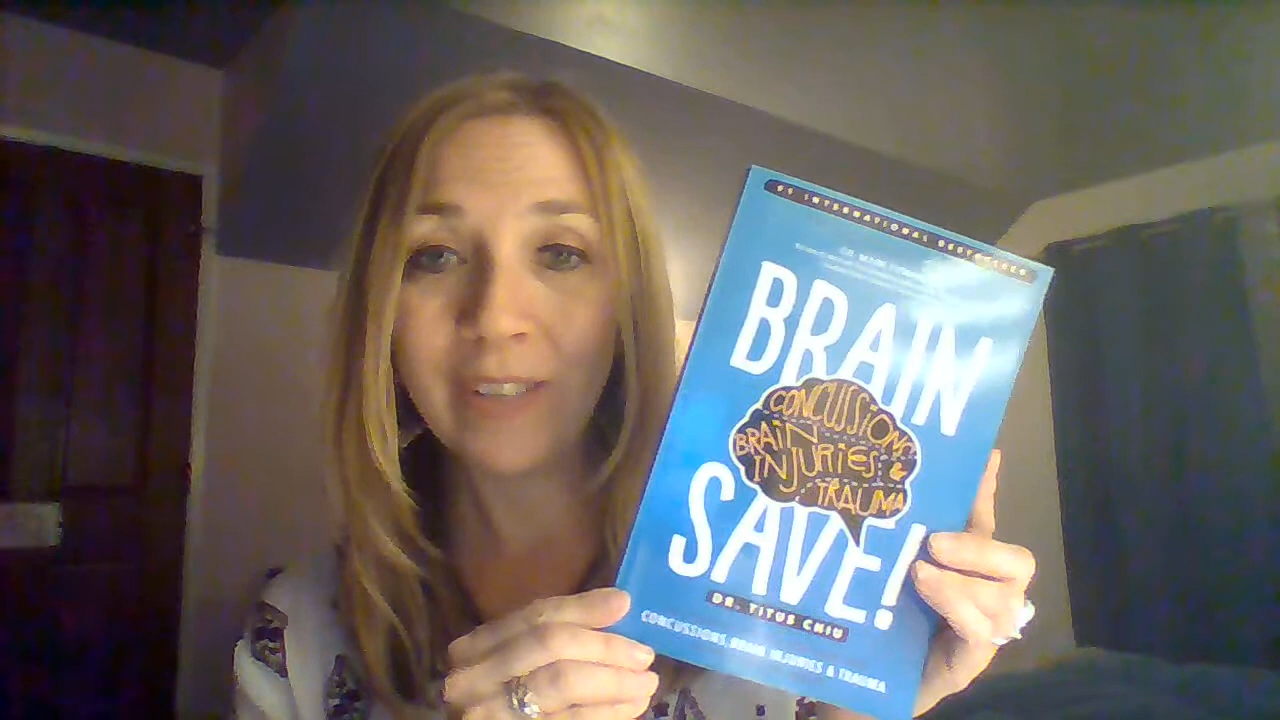 #1 INTERNATIONAL BESTSELLER
BRAIN
CONCUSSIONS,
BRAIN
INJURIES &
TRAUMA
SAVE!
DR. TITUS CHIU
CONCUSSIONS, BRAIN INJURIES & TRAUMA